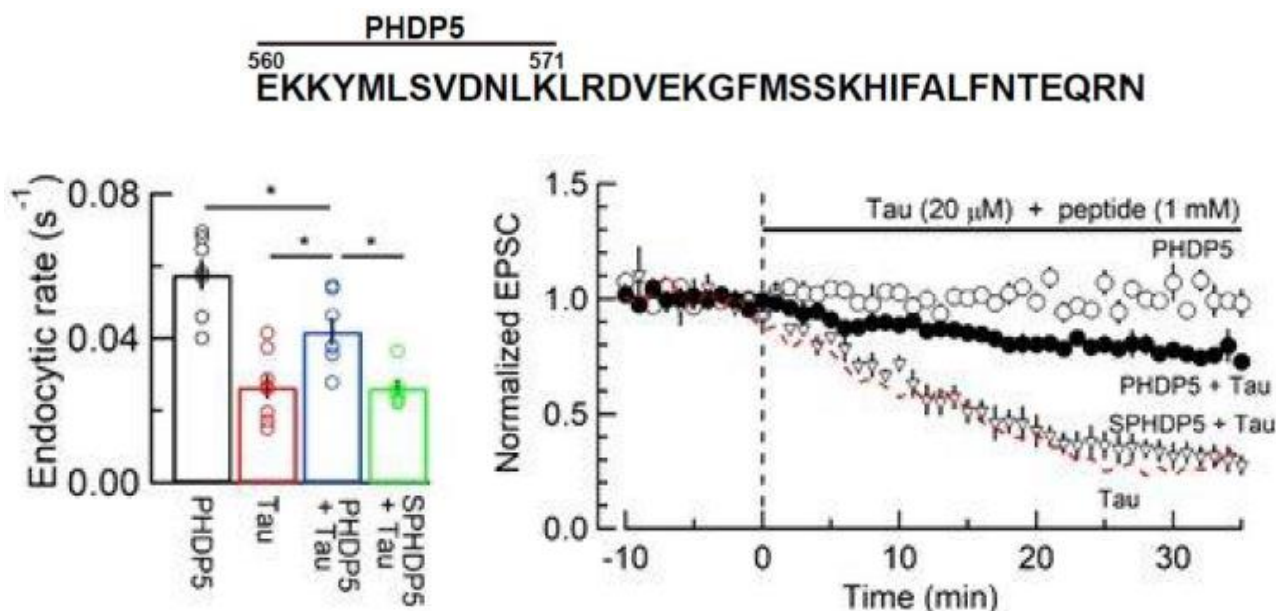 PHDP5
560 571
EKKYMLSVDNLKLRDVEKGFMSSKHIFALFNTEQRN
Endocytic rate (s-1)
0.08
0.04
0.00
*
* *
PHDP5
Tau
PHDP5
+ Tau
SPHDP5
+ Tau
Normalized EPSC
1.5
1.0
0.5
0.0
Tau (20 μM) + peptide (1 mM)
PHDP5
PHDP5 + Tau
SPHDP5 + Tau
Tau
-10 0 10 20 30
Time (min)